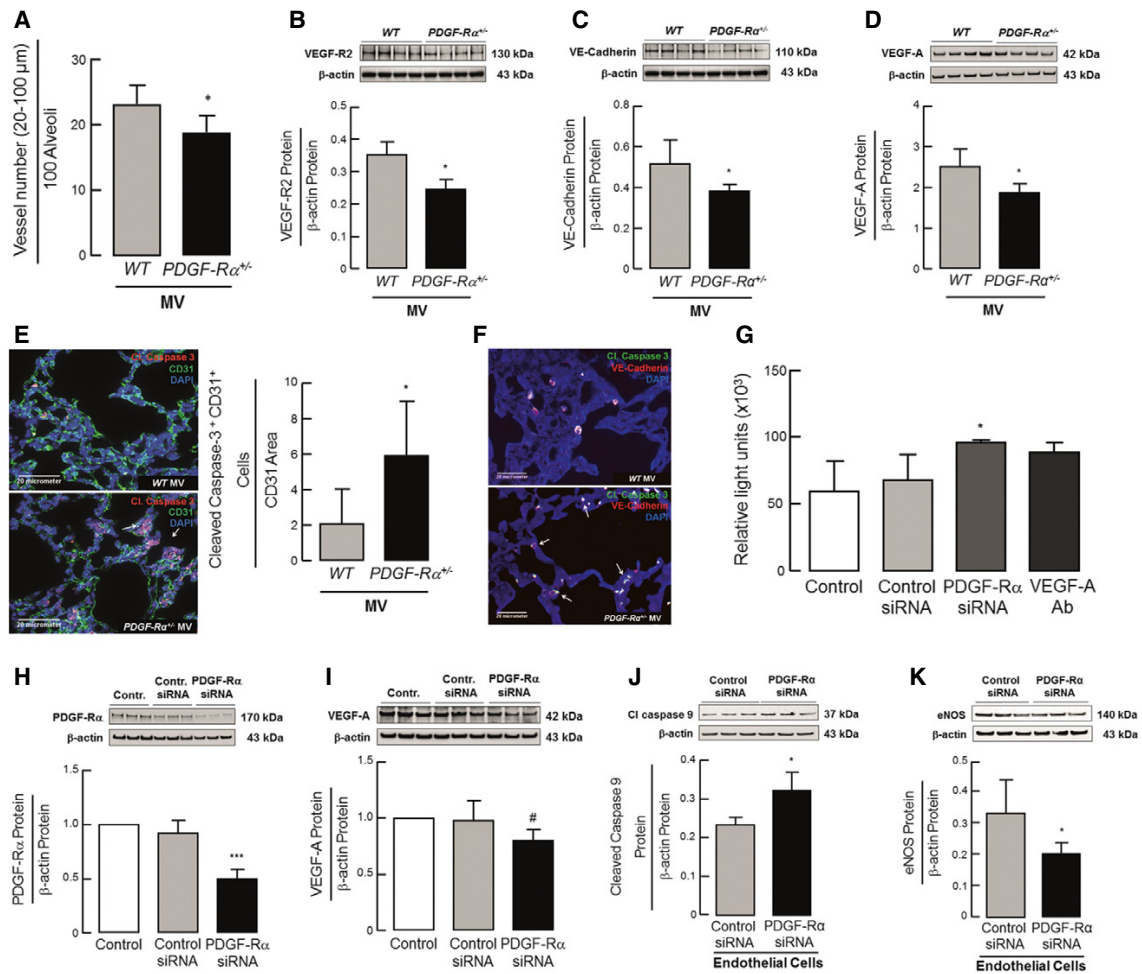 A
Vessel number (20-100 µm)
100 Alveoli
30
20
10
0
*
WT
PDGF-Rα+/-
MV
B
WT
PDGF-Rα+/-
VEGF-R2
130 kDa
β-actin
43 kDa
VEGF-R2 Protein
β-actin Protein
0.5
0.4
0.3
0.2
0.1
0
*
WT
PDGF-Rα+/-
MV
C
WT
PDGF-Rα+/-
VE-Cadherin
110 kDa
β-actin
43 kDa
VE-Cadherin Protein
β-actin Protein
0.8
0.6
0.4
0.2
0
*
WT
PDGF-Rα+/-
MV
D
WT
PDGF-Rα+/-
VEGF-A
42 kDa
β-actin
43 kDa
VEGF-A Protein
β-actin Protein
4
3
2
1
0
*
WT
PDGF-Rα+/-
MV
E
Cl. Caspase 3
CD31
DAPI
20 micrometer
WT MV
Cl. Caspase 3
CD31
DAPI
20 micrometer
PDGF-Rα+/- MV
Cleaved Caspase-3+ CD31+
Cells
CD31 Area
10
8
6
4
2
0
*
WT
PDGF-Rα+/-
MV
F
Cl. Caspase 3
VE-Cadherin
20 micrometer
WT MV
Cl. Caspase 3
VE-Cadherin
DAPI
20 micrometer
PDGF-Rα+/- MV
G
Relative light units (x10³)
150
100
50
0
*
Control
Control
siRNA
PDGF-Rα
siRNA
VEGF-A
Ab
H
Contr.
Contr.
siRNA
PDGF-Rα
siRNA
PDGF-Rα
170 kDa
β-actin
43 kDa
PDGF-Rα Protein
β-actin Protein
1.5
1.0
0.5
0
***
Control
Control
siRNA
PDGF-Rα
siRNA
I
Contr.
Contr.
siRNA
PDGF-Rα
siRNA
VEGF-A
42 kDa
β-actin
43 kDa
VEGF-A Protein
β-actin Protein
1.5
1.0
0.5
0
#
Control
Control
siRNA
PDGF-Rα
siRNA
J
Control
siRNA
PDGF-Rα
siRNA
Cl caspase 9
37 kDa
β-actin
43 kDa
Cleaved Caspase 9
Protein
β-actin Protein
0.4
0.3
0.2
0.1
0
*
Control
siRNA
PDGF-Rα
siRNA
Endothelial Cells
K
Control
siRNA
PDGF-Rα
siRNA
eNOS
140 kDa
β-actin
43 kDa
eNOS Protein
β-actin Protein
0.5
0.4
0.3
0.2
0.1
0
*
Control
siRNA
PDGF-Rα
siRNA
Endothelial Cells